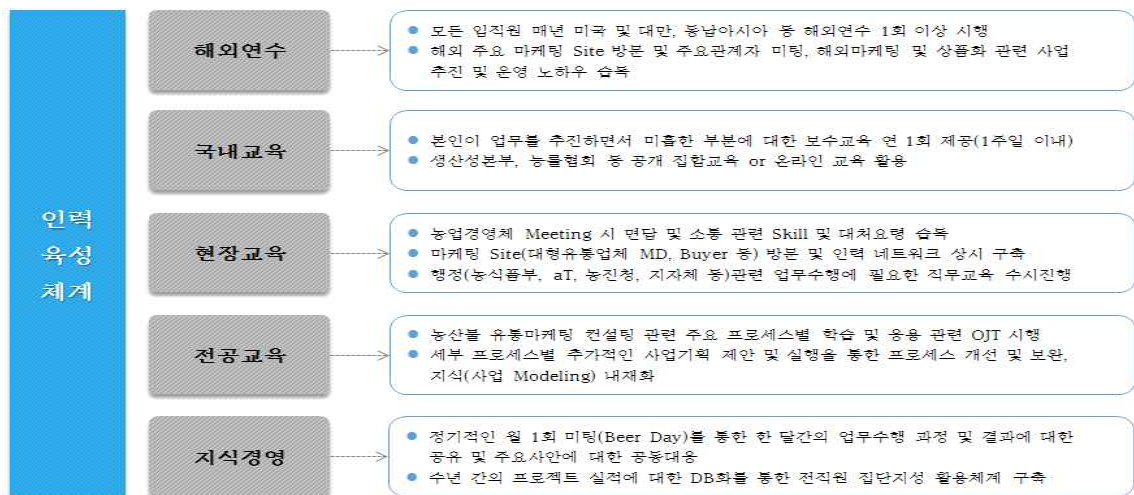 인력
육성
체계
해외연수
● 모든 임직원 매년 미국 및 대만, 동남아시아 등 해외연수 1회 이상 시행
● 해외 주요 마케팅 Site 방문 및 주요관계자 미팅, 해외마케팅 및 상품화 관련 사업
추진 및 운영 노하우 습득
국내교육
● 본인이 업무를 추진하면서 미흡한 부분에 대한 보수교육 연 1회 제공(1주일 이내)
● 생산성본부, 능률협회 등 공개 집합교육 or 온라인 교육 활용
현장교육
● 농업경영체 Meeting 시 면담 및 소통 관련 Skill 및 대처요령 습득
● 마케팅 Site(대형유통업체 MD, Buyer 등) 방문 및 인력 네트워크 상시 구축
● 행정(농식품부, aT, 농진청, 지자체 등)관련 업무수행에 필요한 직무교육 수시진행
전공교육
● 농산물 유통마케팅 컨설팅 관련 주요 프로세스별 학습 및 응용 관련 OJT 시행
● 세부 프로세스별 추가적인 사업기획 제안 및 실행을 통한 프로세스 개선 및 보완,
지식(사업 Modeling) 내재화
지식경영
● 정기적인 월 1회 미팅(Beer Day)를 통한 한 달간의 업무수행 과정 및 결과에 대한
공유 및 주요사안에 대한 공동대응
● 수년 간의 프로젝트 실적에 대한 DB화를 통한 전직원 집단지성 활용체계 구축